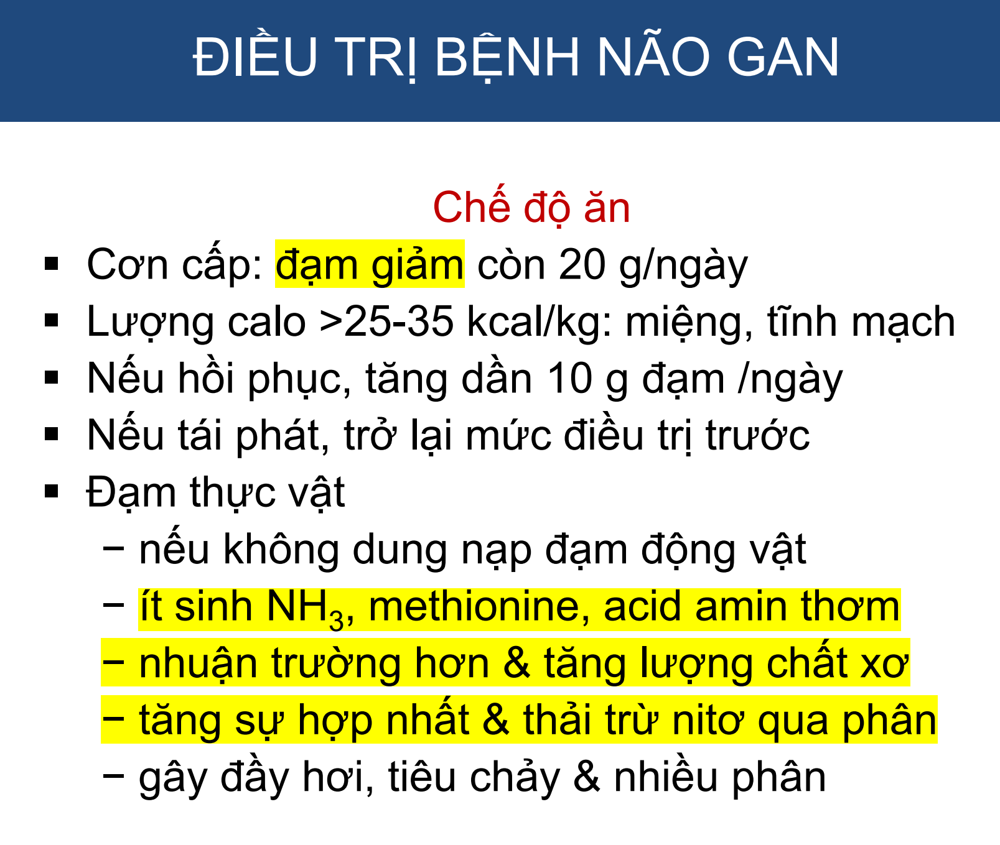 ĐIỀU TRỊ BỆNH NÃO GAN
Chế độ ăn
▪ Cơn cấp: đạm giảm còn 20 g/ngày
▪ Lượng calo >25-35 kcal/kg: miệng, tĩnh mạch
▪ Nếu hồi phục, tăng dần 10 g đạm /ngày
▪ Nếu tái phát, trở lại mức điều trị trước
▪ Đạm thực vật
− nếu không dung nạp đạm động vật
− ít sinh NH₃, methionine, acid amin thơm
− nhuận trường hơn & tăng lượng chất xơ
− tăng sự hợp nhất & thải trừ nitơ qua phân
− gây đầy hơi, tiêu chảy & nhiều phân